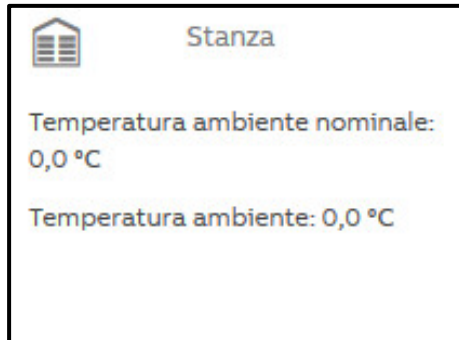 Stanza
Temperatura ambiente nominale:
0,0 °C
Temperatura ambiente: 0,0 °C